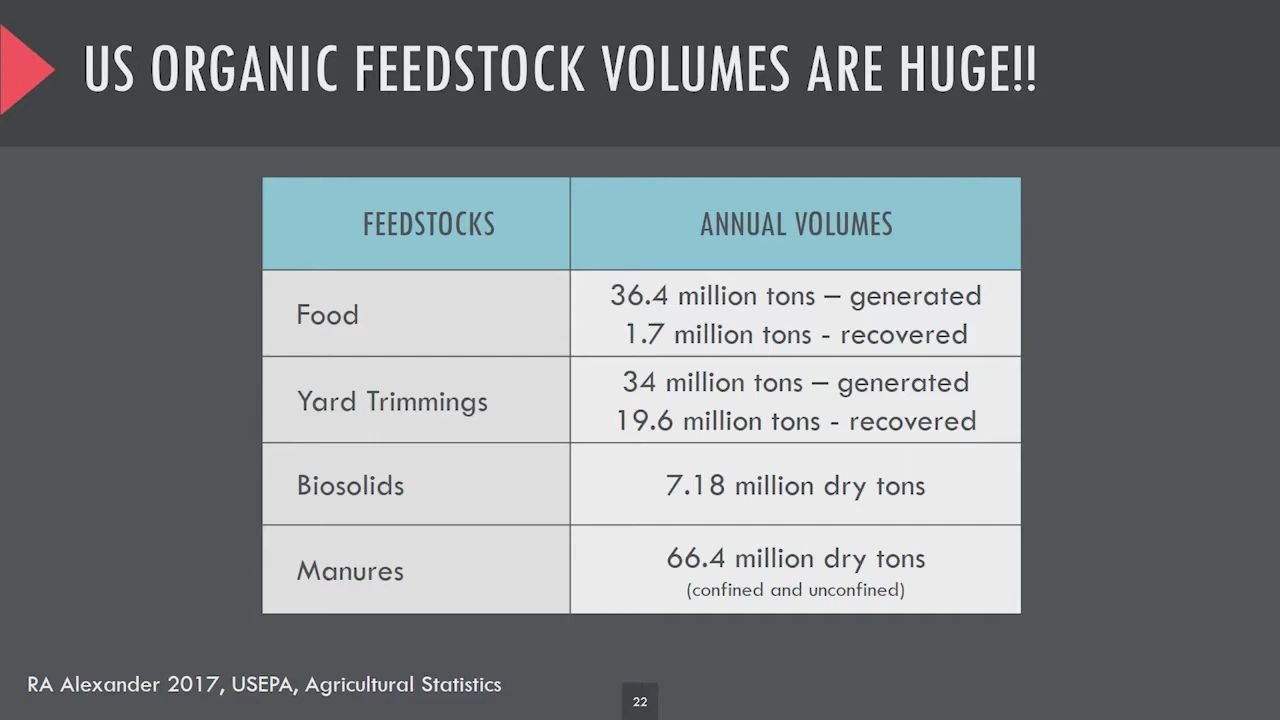 US ORGANIC FEEDSTOCK VOLUMES ARE HUGE!!
FEEDSTOCKS
ANNUAL VOLUMES
Food
36.4 million tons – generated
1.7 million tons - recovered
Yard Trimmings
34 million tons – generated
19.6 million tons - recovered
Biosolids
7.18 million dry tons
Manures
66.4 million dry tons
(confined and unconfined)
RA Alexander 2017, USEPA, Agricultural Statistics
22